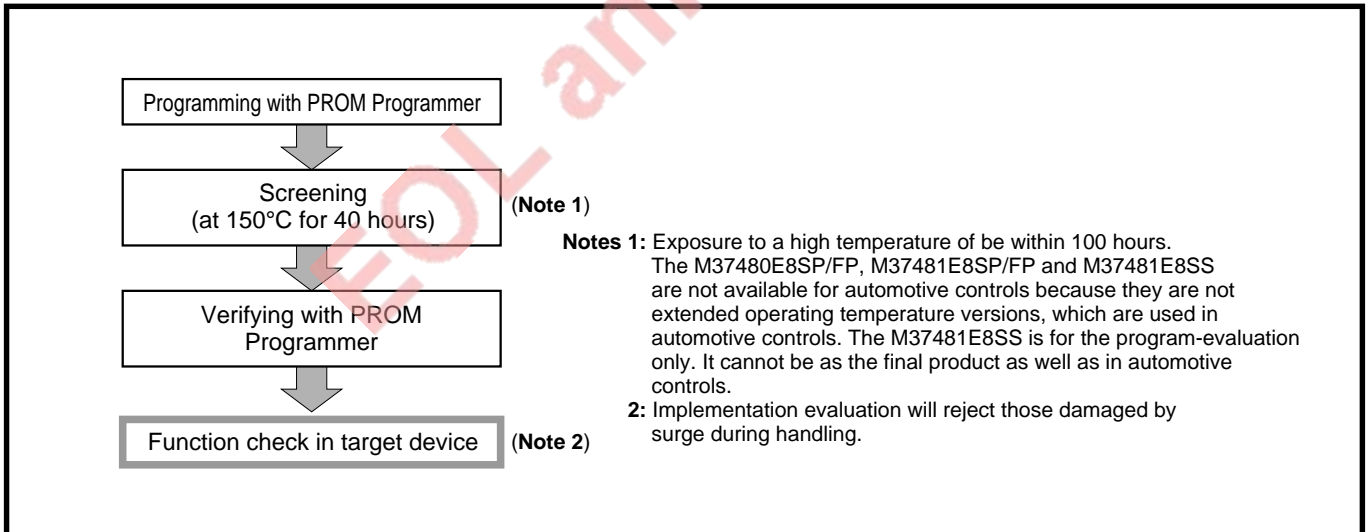 EOL an
Programming with PROM Programmer
Screening
(at 150°C for 40 hours)
(Note 1)
Verifying with PROM
Programmer
Function check in target device
(Note 2)
Notes 1: Exposure to a high temperature of be within 100 hours.
The M37480E8SP/FP, M37481E8SP/FP and M37481E8SS
are not available for automotive controls because they are not
extended operating temperature versions, which are used in
automotive controls. The M37481E8SS is for the program-evaluation
only. It cannot be as the final product as well as in automotive
controls.
2: Implementation evaluation will reject those damaged by
surge during handling.